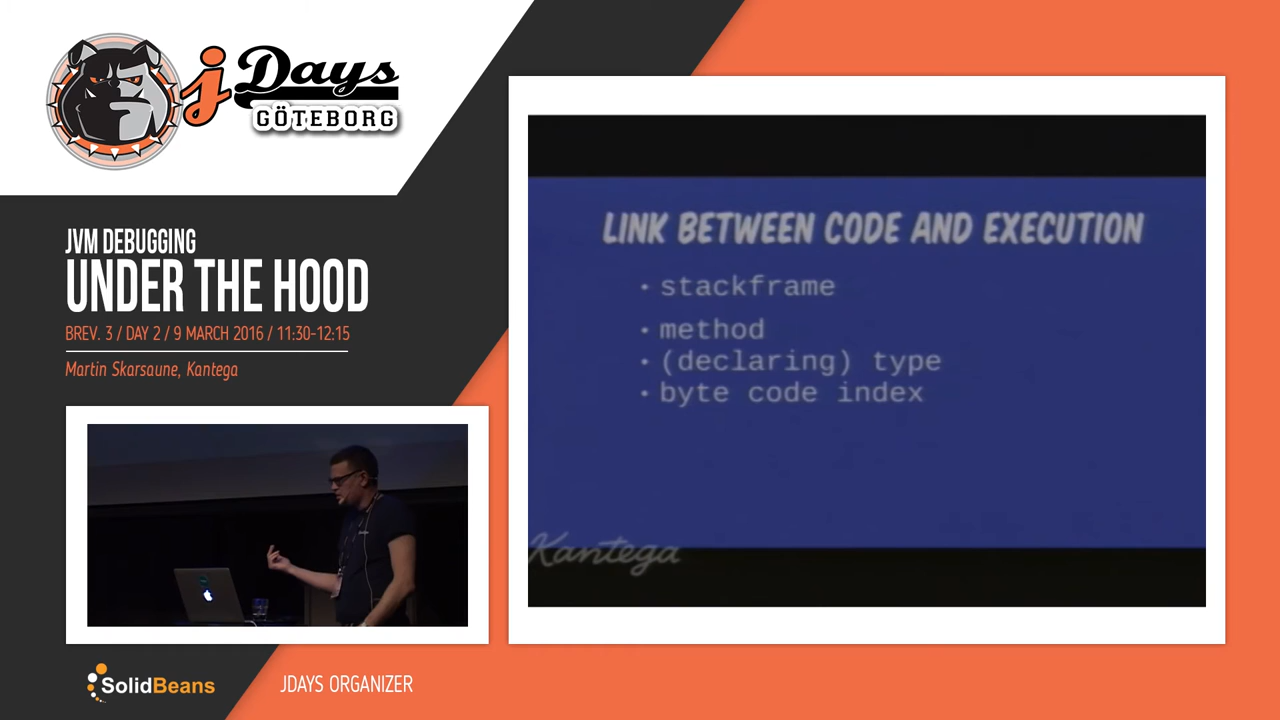 jDays
GÖTEBORG
JVM DEBUGGING
UNDER THE HOOD
BREV. 3 / DAY 2 / 9 MARCH 2016 / 11:30-12:15
Martin Skarsaune, Kantega
LINK BETWEEN CODE AND EXECUTION
• stackframe
• method
• (declaring) type
• byte code index
Kantega
SolidBeans
JDAYS ORGANIZER